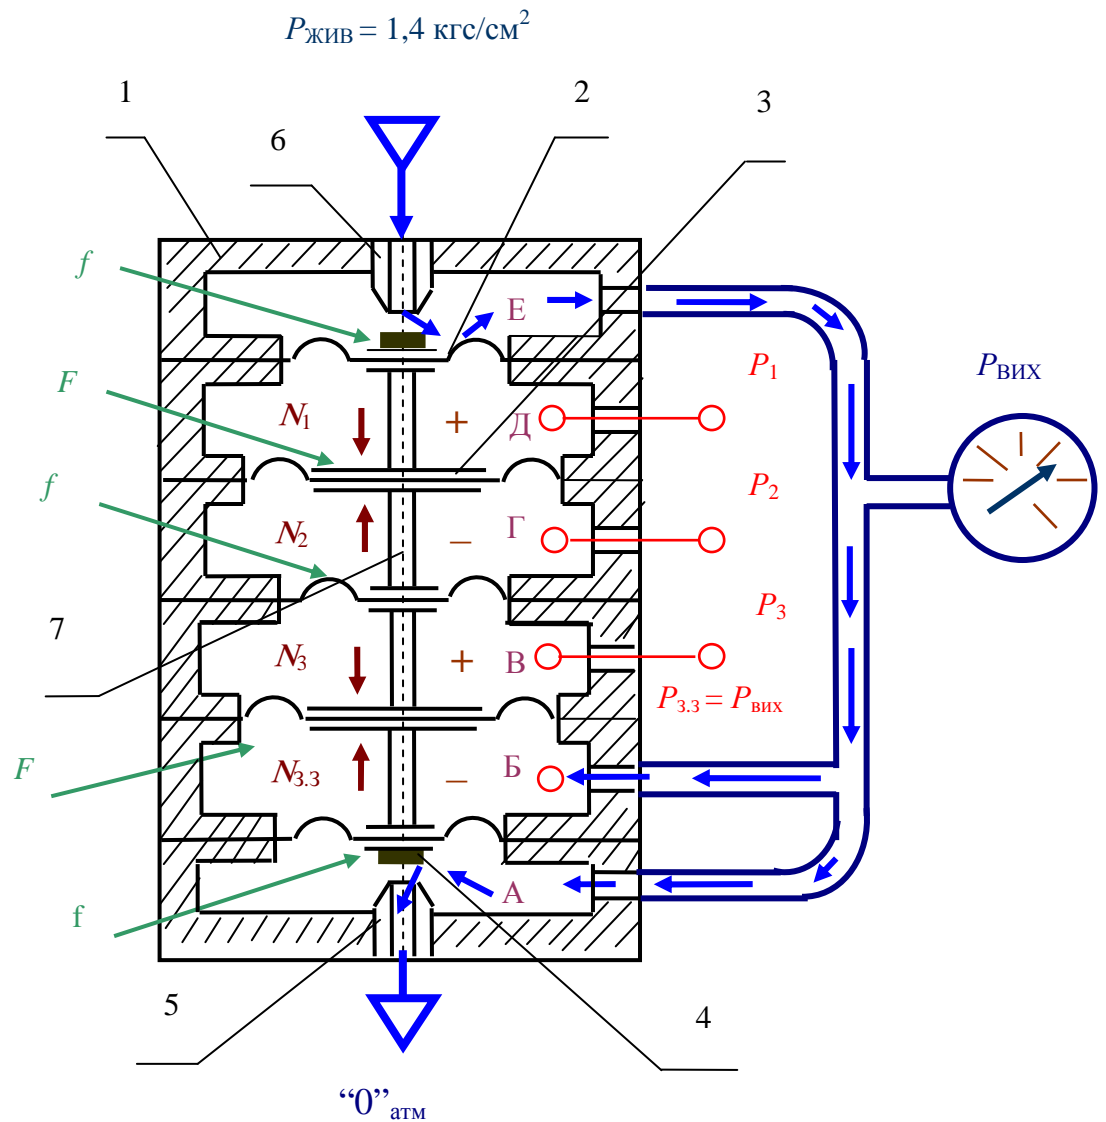 P ЖИВ = 1,4 кгс/см²
1
6
2
3
f
E
F
N1
+
Д
P1
PВИХ
f
N2
–
Г
P2
7
N3
+
В
P3
Pз.з = Pвих
F
Nз.з
–
Б
f
А
5
4
“0”атм